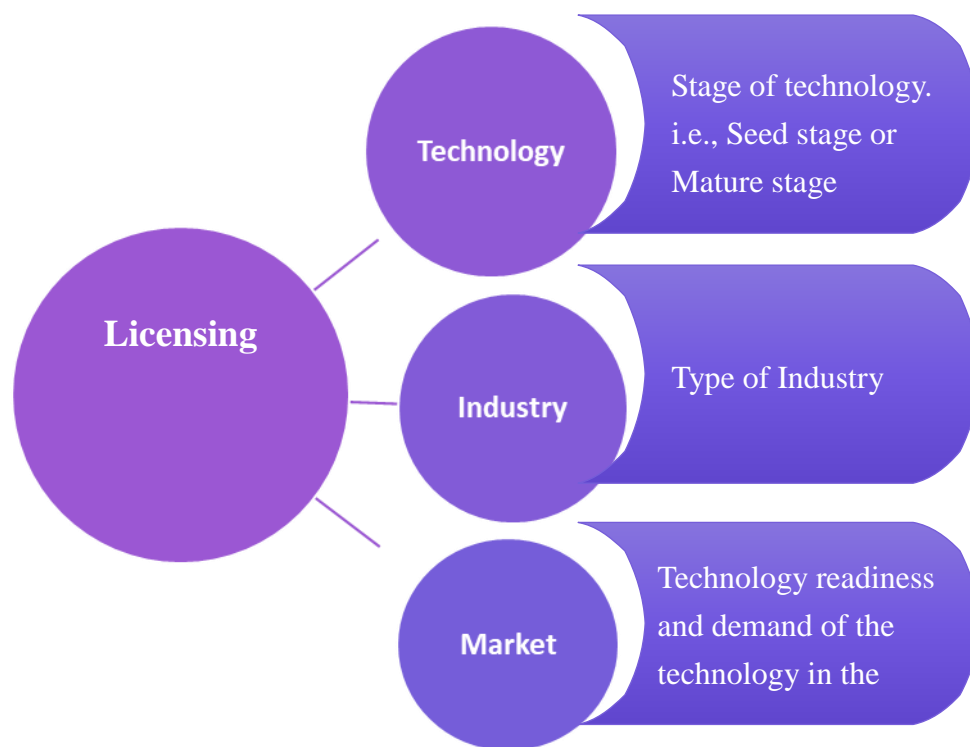 Licensing
Technology
Stage of technology.
i.e., Seed stage or
Mature stage
Industry
Type of Industry
Market
Technology readiness
and demand of the
technology in the